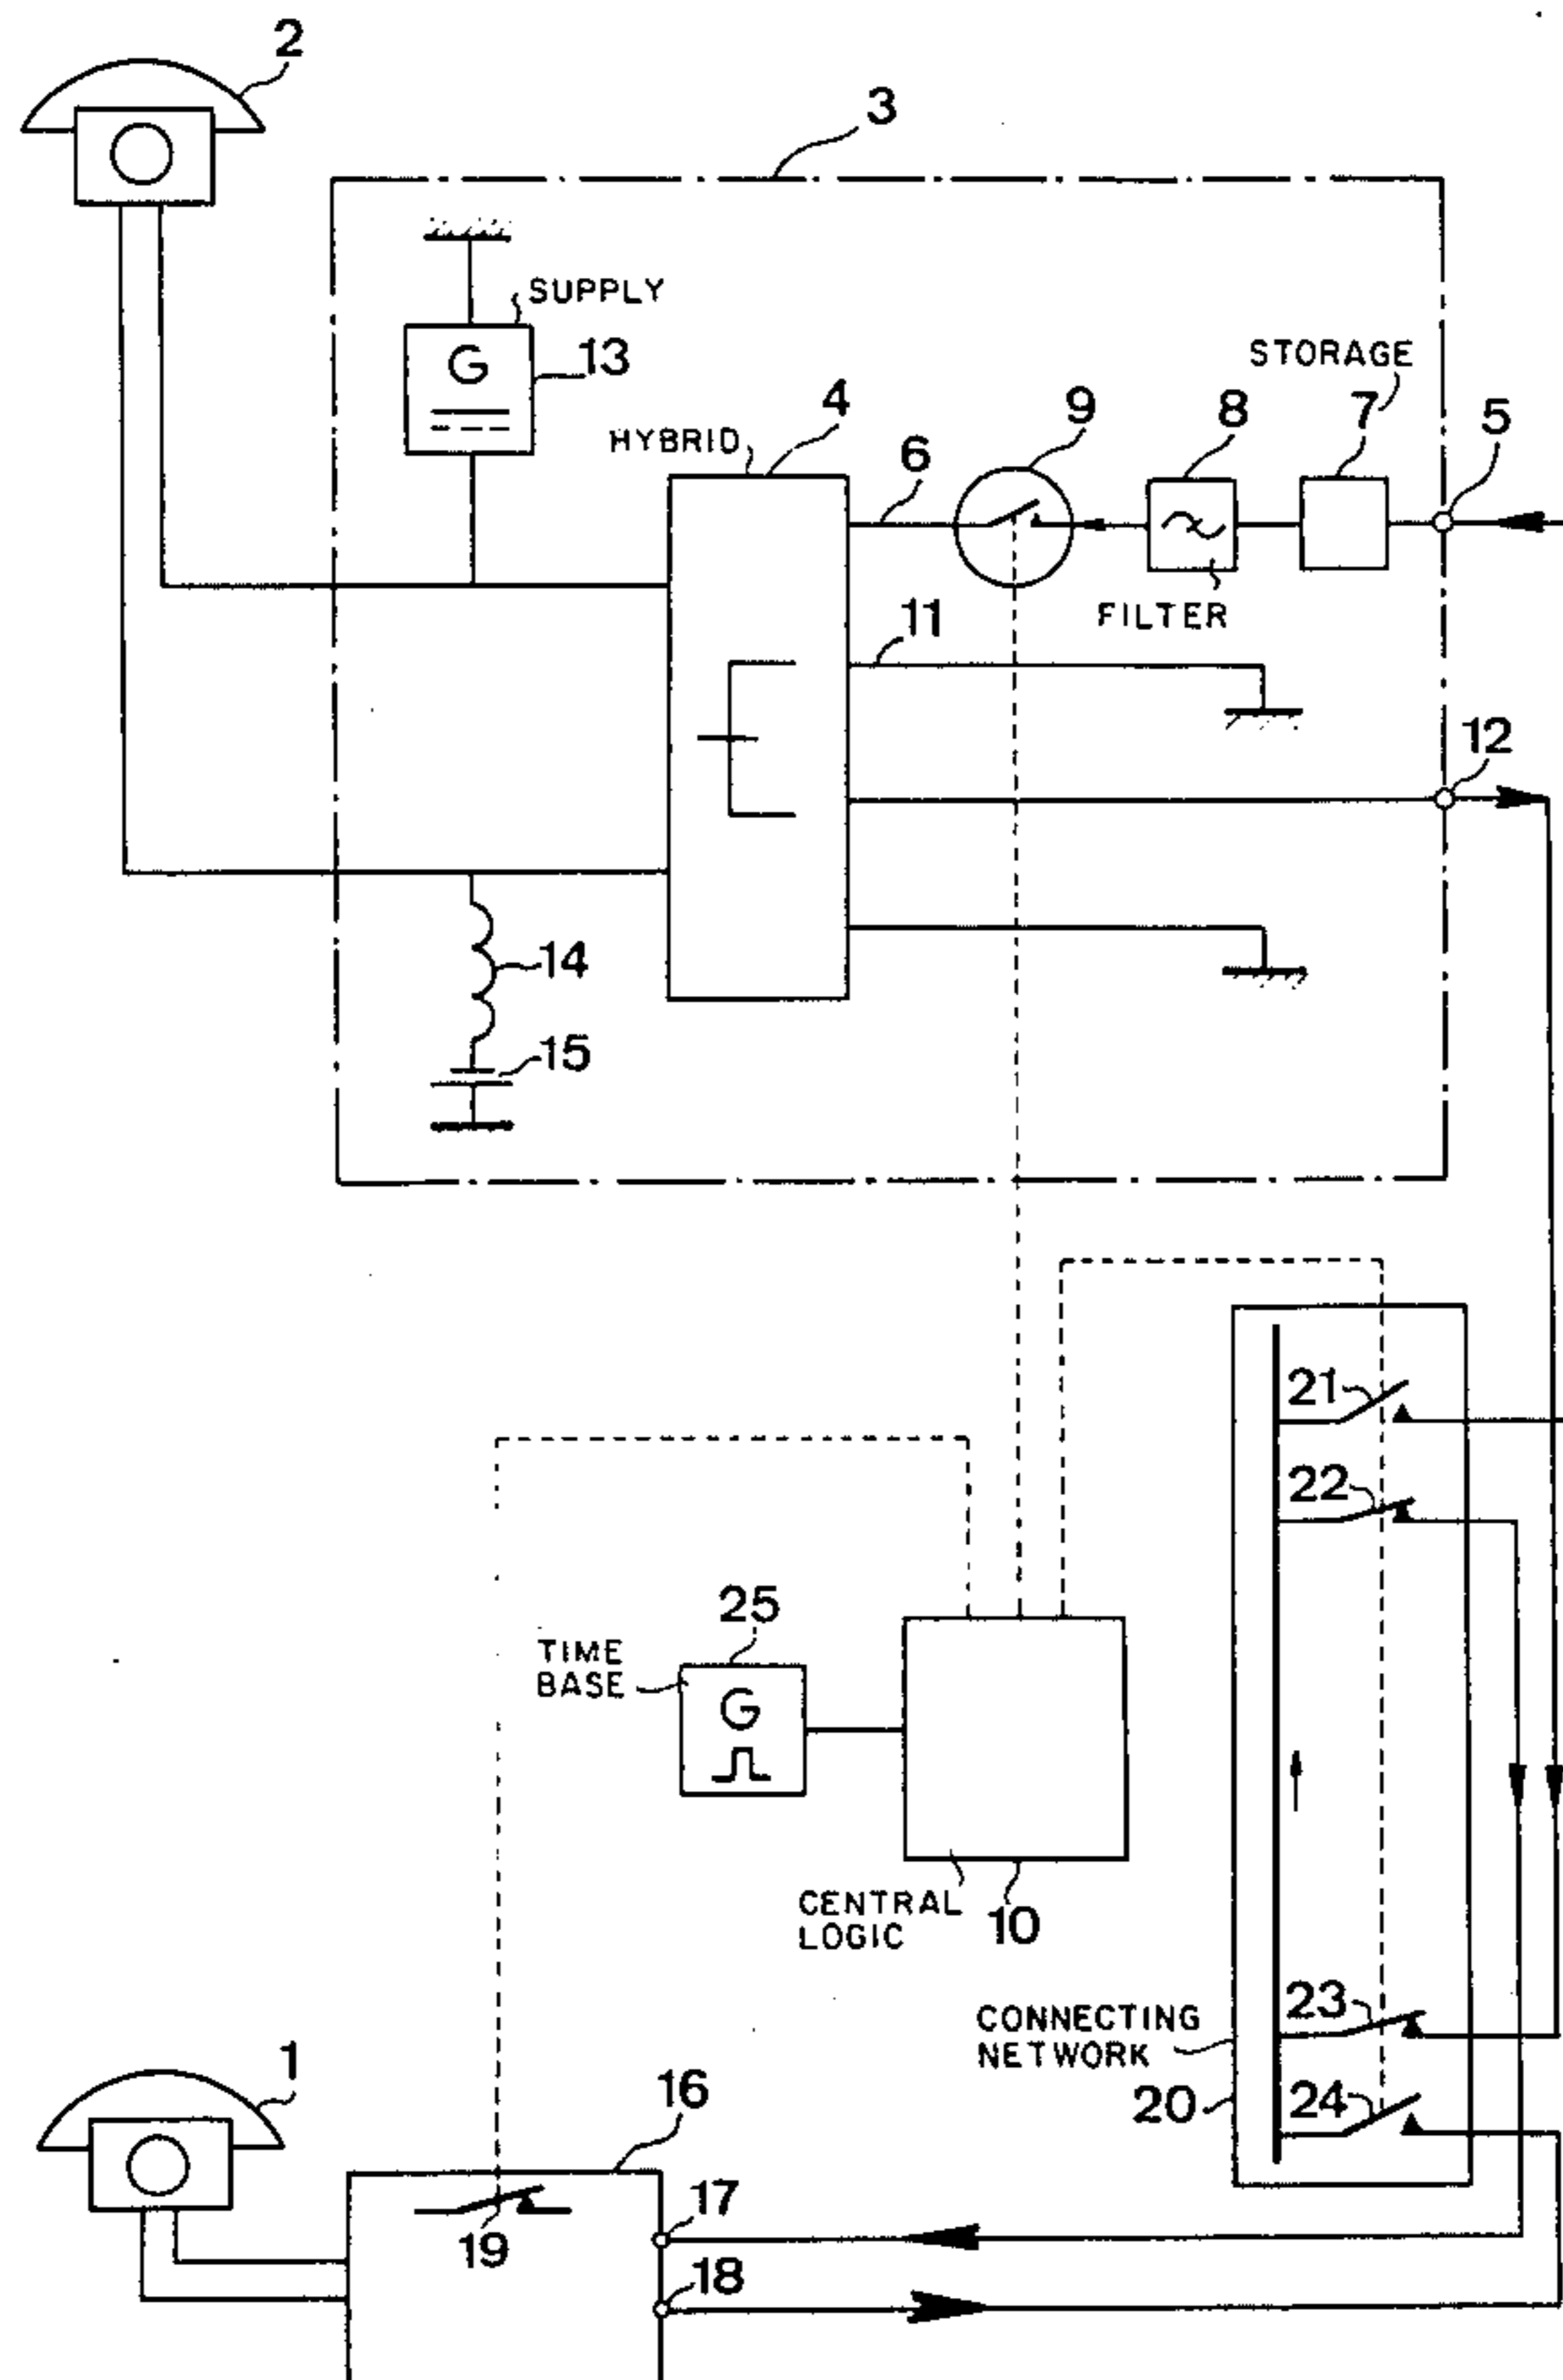 2
3
SUPPLY
G
13
STORAGE
HYBRID
4
9
8
7
5
6
FILTER
11
12
14
15
21
22
25
TIME
BASE
G
CENTRAL
LOGIC
10
CONNECTING
NETWORK
20
23
24
1
16
17
19
18